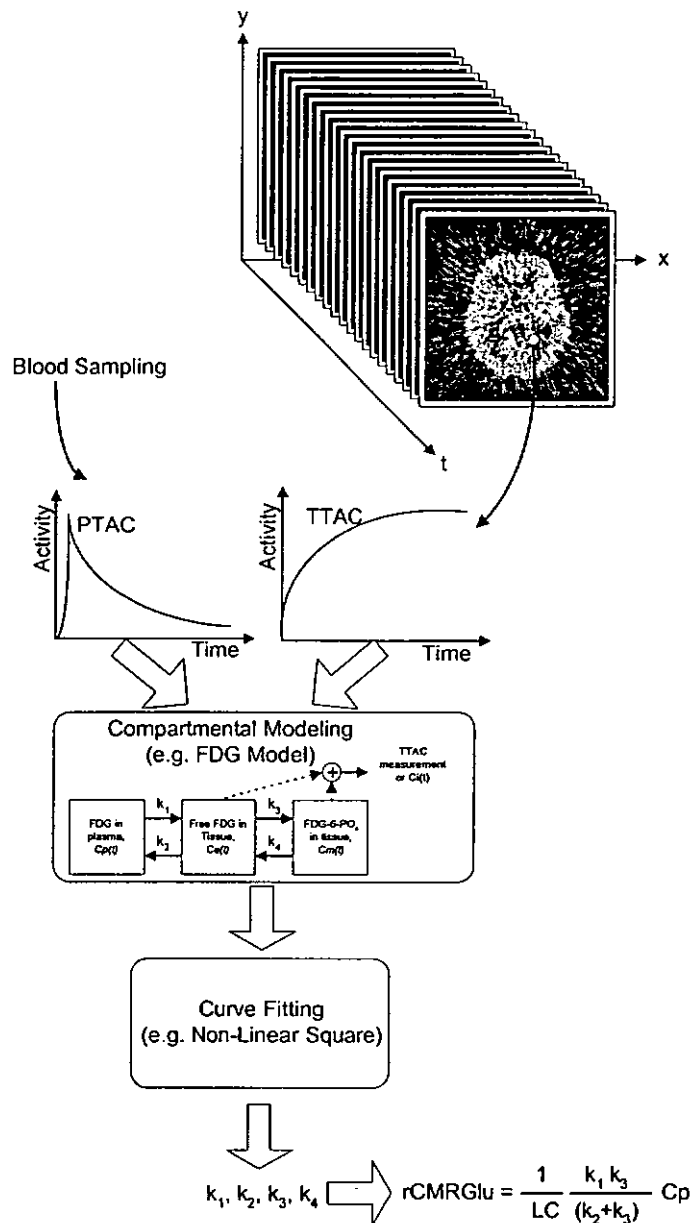 y
x
t
Blood Sampling
Activity
PTAC
Time
Activity
TTAC
Time
Compartmental Modeling
(e.g. FDG Model)
TTAC
measurement
or Ci(t)
+
FDG in
plasma,
Cp(t)
k₁
k₂
Free FDG in
Tissue,
Ce(t)
k₃
k₄
FDG-6-PO₄
in tissue,
Cm(t)
Curve Fitting
(e.g. Non-Linear Square)
k₁, k₂, k₃, k₄
rCMRGlu = 1/LC k₁ k₃/(k₂+k₃) Cp